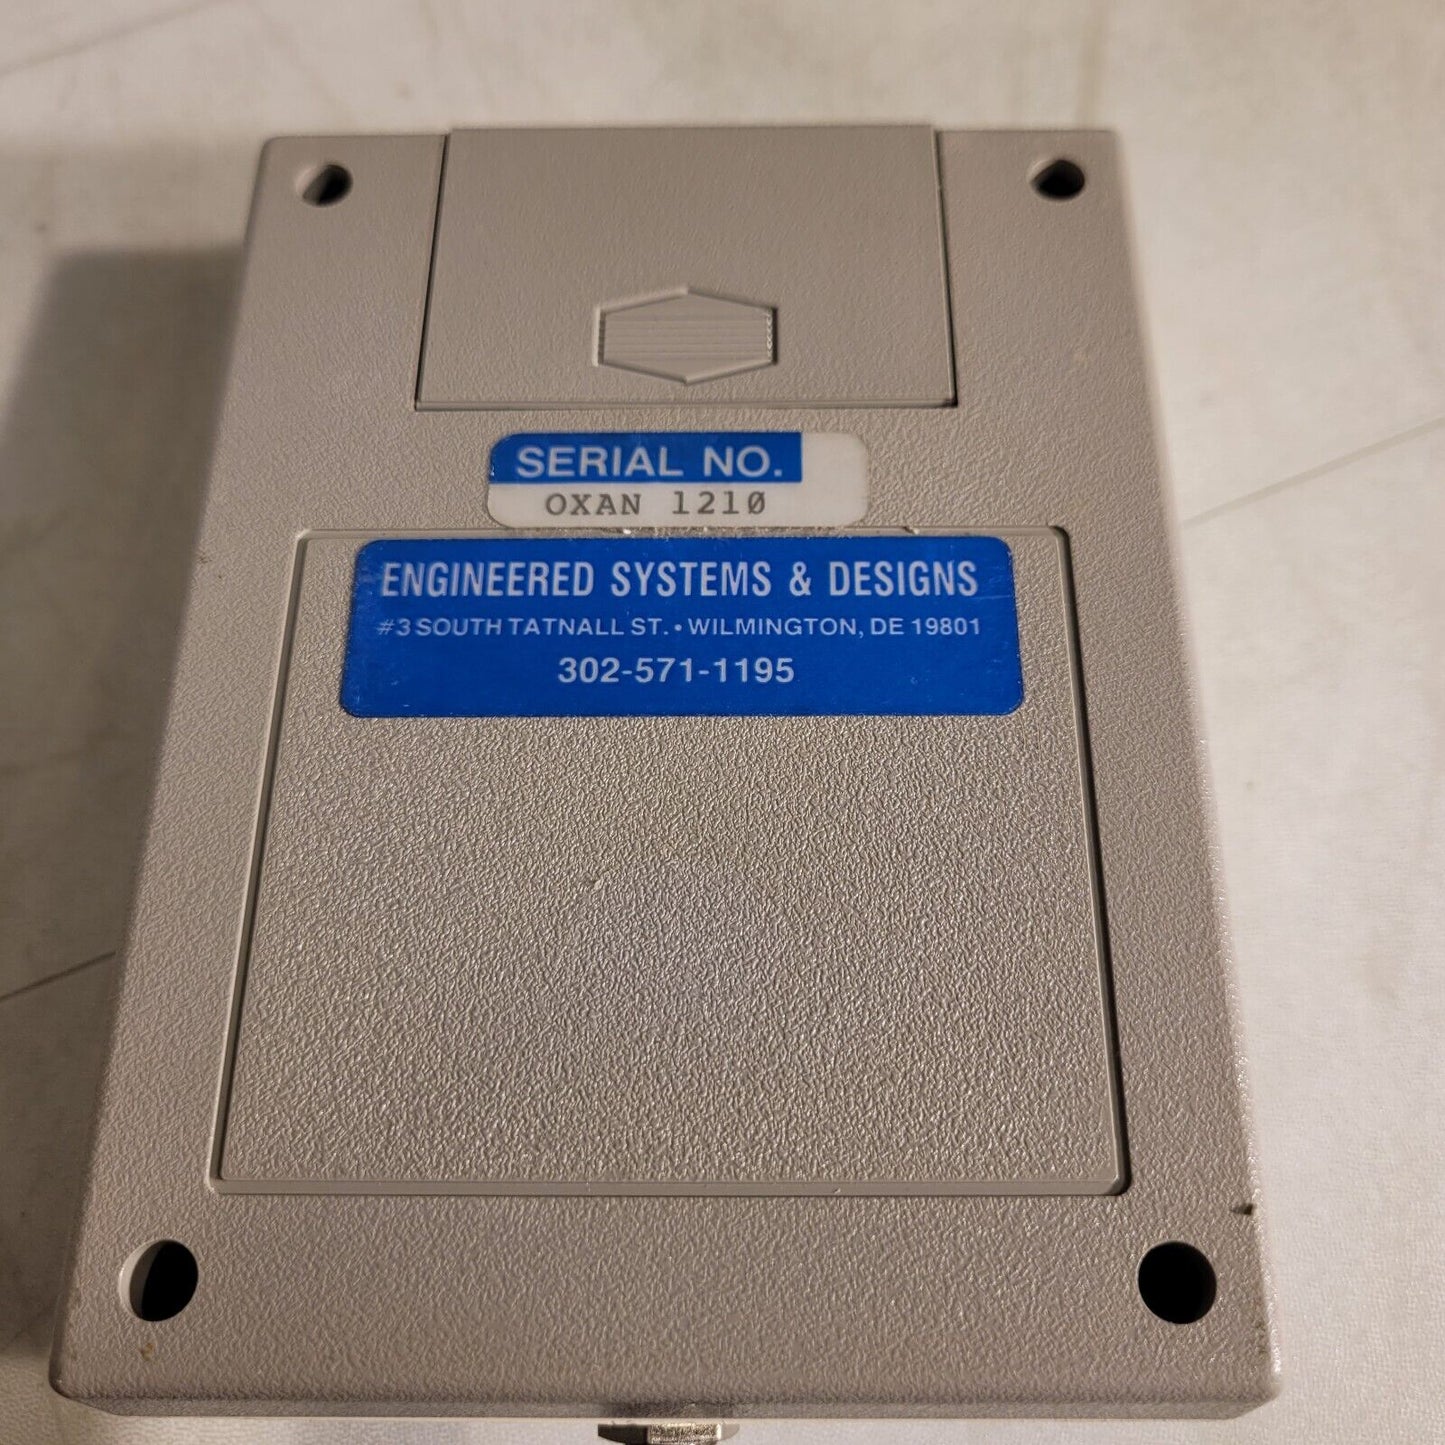 SERIAL NO.
OXAN 1210
ENGINEERED SYSTEMS & DESIGNS
#3 SOUTH TATNALL ST. • WILMINGTON, DE 19801
302-571-1195